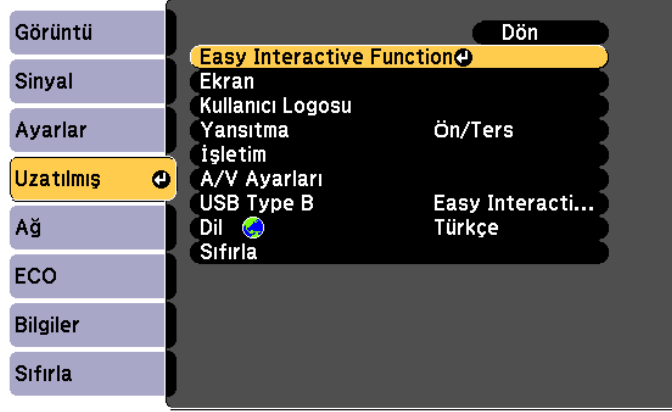 Görüntü
Sinyal
Ayarlar
Uzatılmış
Ağ
ECO
Bilgiler
Sıfırla
Dön
Easy Interactive Function
Ekran
Kullanıcı Logosu
Yansıtma Ön/Ters
İşletim
A/V Ayarları
USB Type B Easy Interacti...
Dil Türkçe
Sıfırla